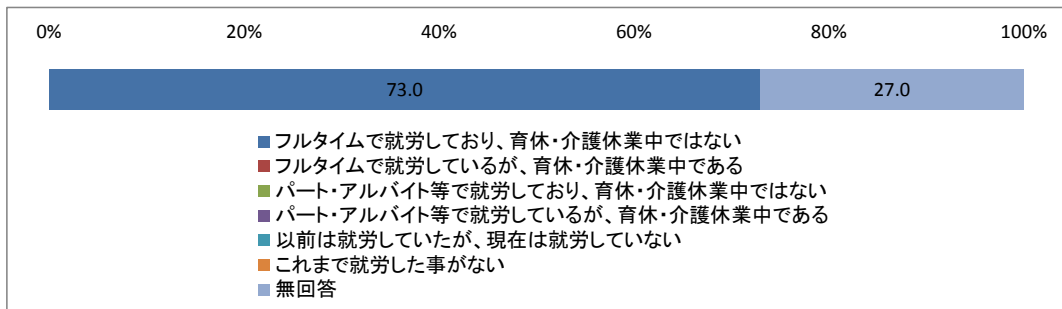 0% 20% 40% 60% 80% 100%
73.0 27.0
フルタイムで就労しており、育休・介護休業中ではない
フルタイムで就労しているが、育休・介護休業中である
パート・アルバイト等で就労しており、育休・介護休業中ではない
パート・アルバイト等で就労しているが、育休・介護休業中である
以前は就労していたが、現在は就労していない
これまで就労した事がない
無回答